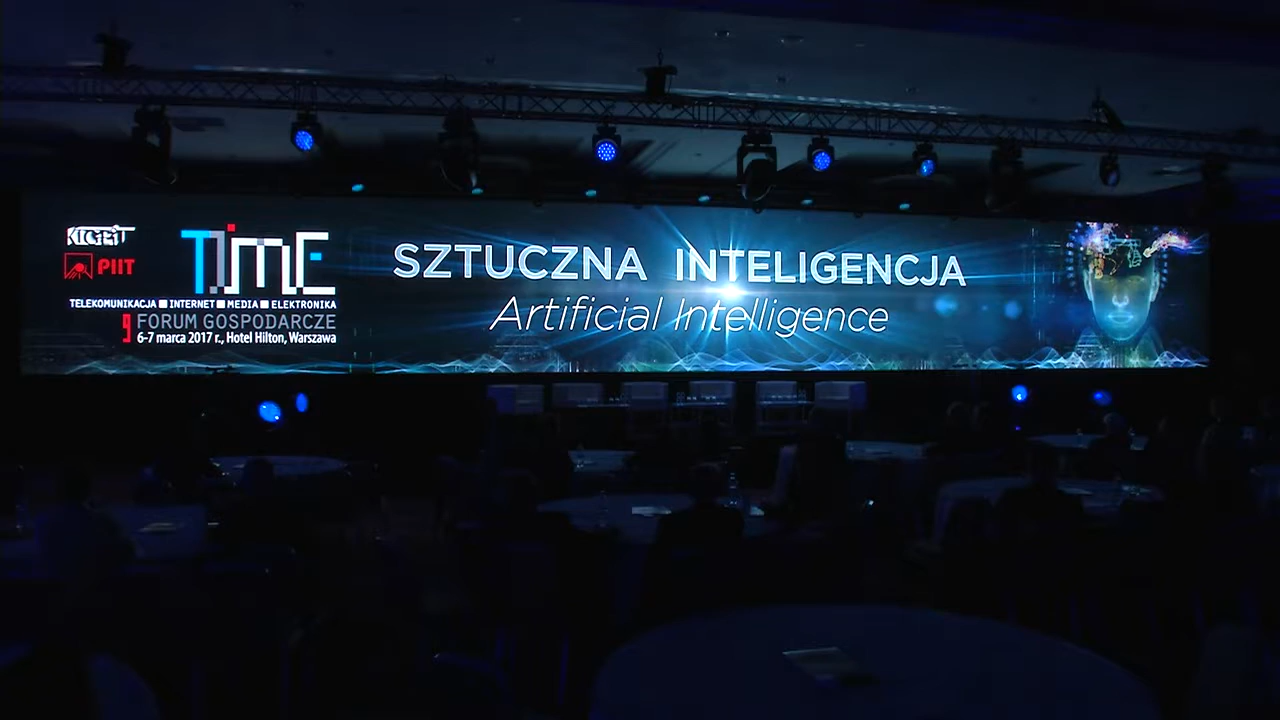 KIGEiT
PIIT
TIME
TELEKOMUNIKACJA ■ INTERNET ■ MEDIA ■ ELEKTRONIKA
9 FORUM GOSPODARCZE
6-7 marca 2017 r., Hotel Hilton, Warszawa
SZTUCZNA INTELIGENCJA
Artificial Intelligence